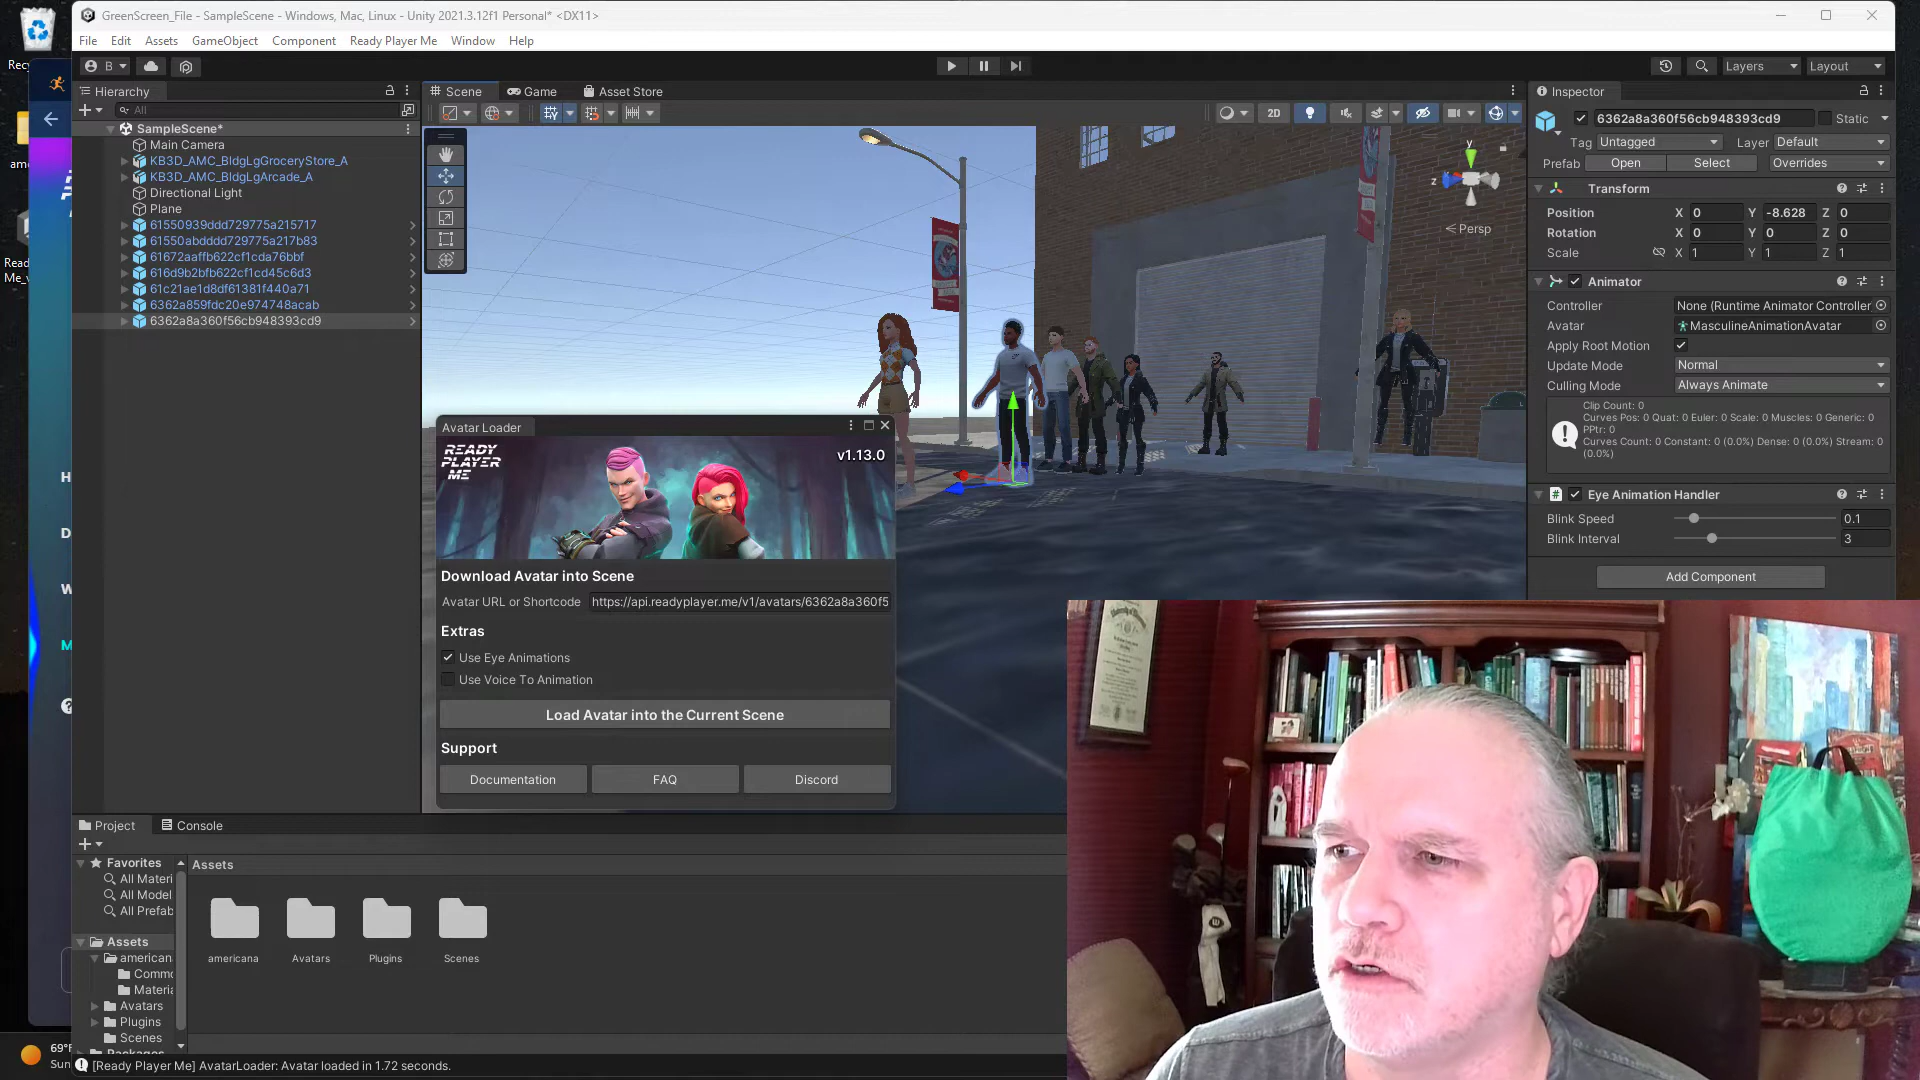 GreenScreen_File - SampleScene - Windows, Mac, Linux - Unity 2021.3.12f1 Personal* <DX11>
File Edit Assets GameObject Component Ready Player Me Window Help
B
Layers Layout
Hierarchy
All
SampleScene*
Main Camera
KB3D_AMC_BldgLgGroceryStore_A
KB3D_AMC_BldgLgArcade_A
Directional Light
Plane
61550939ddd729775a215717
61550abdddd729775a217b83
61672aaffb622cf1cda76bbf
616d9b2bfb622cf1cd45c6d3
61c21ae1d8df61381f440a71
6362a859fdc20e974748acab
6362a8a360f56cb948393cd9
Scene Game Asset Store
2D
y
z
Persp
Avatar Loader
READY PLAYER ME
v1.13.0
Download Avatar into Scene
Avatar URL or Shortcode https://api.readyplayer.me/v1/avatars/6362a8a360f5
Extras
Use Eye Animations
Use Voice To Animation
Load Avatar into the Current Scene
Support
Documentation FAQ Discord
Inspector
6362a8a360f56cb948393cd9 Static
Tag Untagged Layer Default
Prefab Open Select Overrides
Transform
Position X 0 Y -8.628 Z 0
Rotation X 0 Y 0 Z 0
Scale X 1 Y 1 Z 1
Animator
Controller None (Runtime Animator Controller
Avatar MasculineAnimationAvatar
Apply Root Motion
Update Mode Normal
Culling Mode Always Animate
Clip Count: 0
Curves Pos: 0 Quat: 0 Euler: 0 Scale: 0 Muscles: 0 Generic: 0
PPtr: 0
Curves Count: 0 Constant: 0 (0.0%) Dense: 0 (0.0%) Stream: 0
(0.0%)
Eye Animation Handler
Blink Speed 0.1
Blink Interval 3
Add Component
Project Console
Favorites
All Materi
All Model
All Prefab
Assets
american
Commo
Materia
Avatars
Plugins
Scenes
Packages
Assets
americana
Avatars
Plugins
Scenes
[Ready Player Me] AvatarLoader: Avatar loaded in 1.72 seconds.
Recy
am
Read
Me_v
H
D
W
M
69°F
Sun